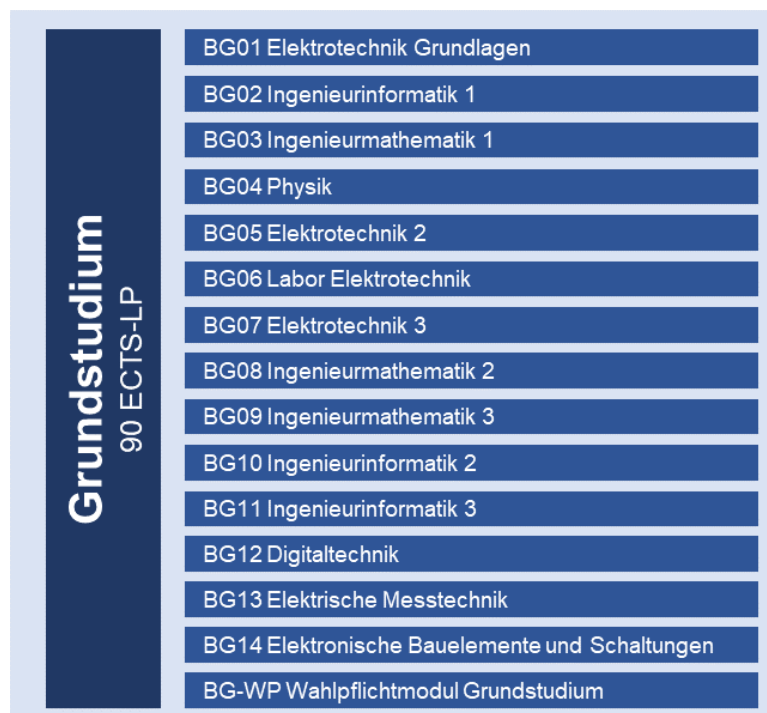 Grundstudium
90 ECTS-LP
BG01 Elektrotechnik Grundlagen
BG02 Ingenieurinformatik 1
BG03 Ingenieurmathematik 1
BG04 Physik
BG05 Elektrotechnik 2
BG06 Labor Elektrotechnik
BG07 Elektrotechnik 3
BG08 Ingenieurmathematik 2
BG09 Ingenieurmathematik 3
BG10 Ingenieurinformatik 2
BG11 Ingenieurinformatik 3
BG12 Digitaltechnik
BG13 Elektrische Messtechnik
BG14 Elektronische Bauelemente und Schaltungen
BG-WP Wahlpflichtmodul Grundstudium